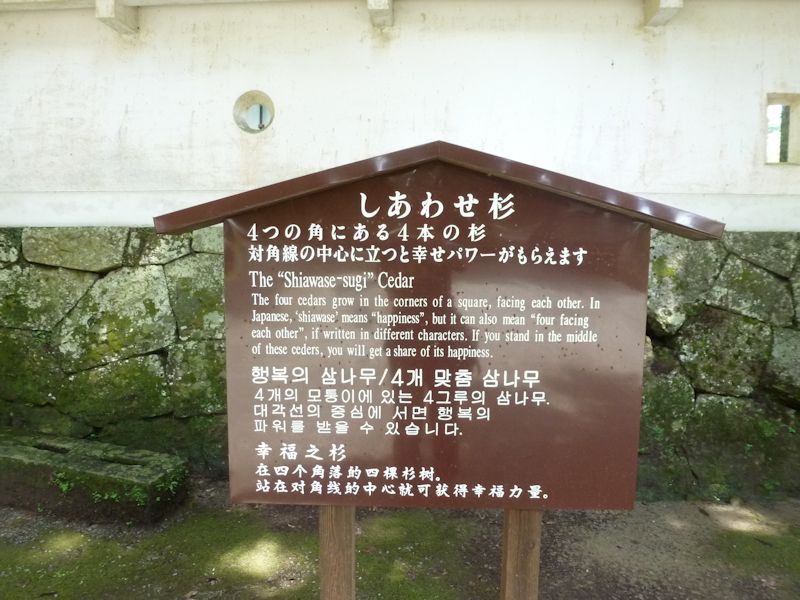 しあわせ杉
4つの角にある4本の杉
対角線の中心に立つと幸せパワーがもらえます
The “Shiawase-sugi” Cedar
The four cedars grow in the corners of a square, facing each other. In
Japanese, ‘shiawase’ means “happiness”, but it can also mean “four facing
each other”, if written in different characters. If you stand in the middle
of these ceders, you will get a share of its happiness.
행복의 삼나무/4개 맞춤 삼나무
4개의 모퉁이에 있는 4그루의 삼나무.
대각선의 중심에 서면 행복의
파워를 받을 수 있습니다.
幸福之杉
在四个角落的四棵杉树。
站在对角线的中心就可获得幸福力量。